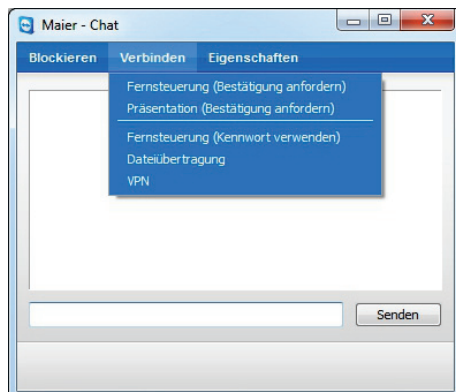 Maier - Chat
Blockieren Verbinden Eigenschaften
Fernsteuerung (Bestätigung anfordern)
Präsentation (Bestätigung anfordern)
Fernsteuerung (Kennwort verwenden)
Dateiübertragung
VPN
Senden